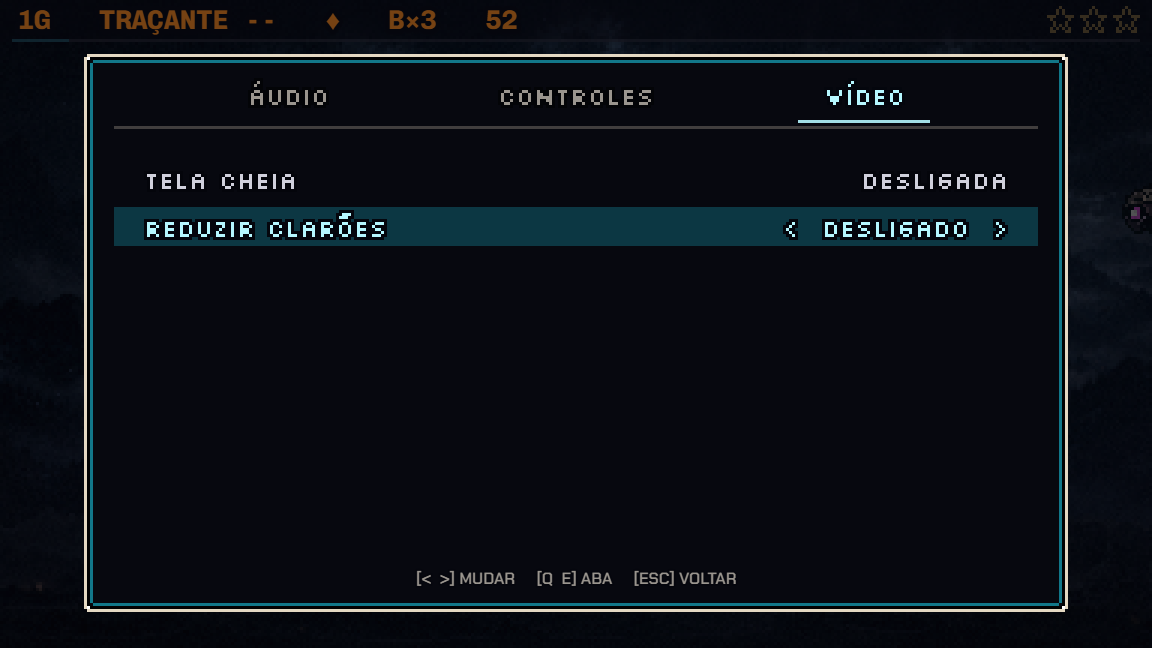 1G TRAÇANTE -- ♦ B×3 52
ÁUDIO CONTROLES VÍDEO
TELA CHEIA DESLIGADA
REDUZIR CLARÕES < DESLIGADO >
[< >] MUDAR [Q E] ABA [ESC] VOLTAR